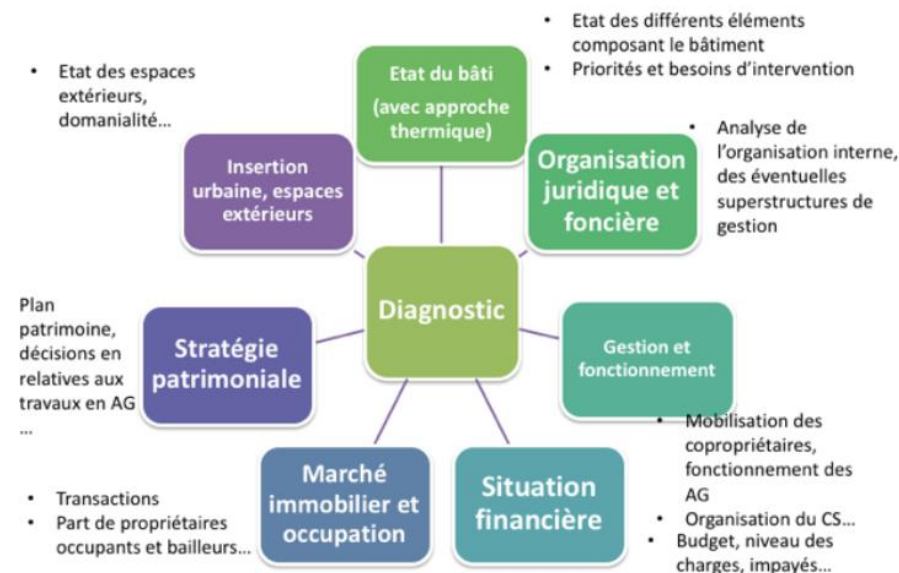 • Etat des différents éléments
composant le bâtiment
• Priorités et besoins d’intervention
• Etat des espaces
extérieurs,
domanialité…
Etat du bâti
(avec approche
thermique)
Insertion
urbaine, espaces
extérieurs
Organisation
juridique et
foncière
• Analyse de
l’organisation interne,
des éventuelles
superstructures de
gestion
Diagnostic
Plan
patrimoine,
décisions en
relatives aux
travaux en AG
…
Stratégie
patrimoniale
Gestion et
fonctionnement
• Mobilisation des
copropriétaires,
fonctionnement des
AG
• Organisation du CS…
• Budget, niveau des
charges, impayés…
Marché
immobilier et
occupation
Situation
financière
• Transactions
• Part de propriétaires
occupants et bailleurs…